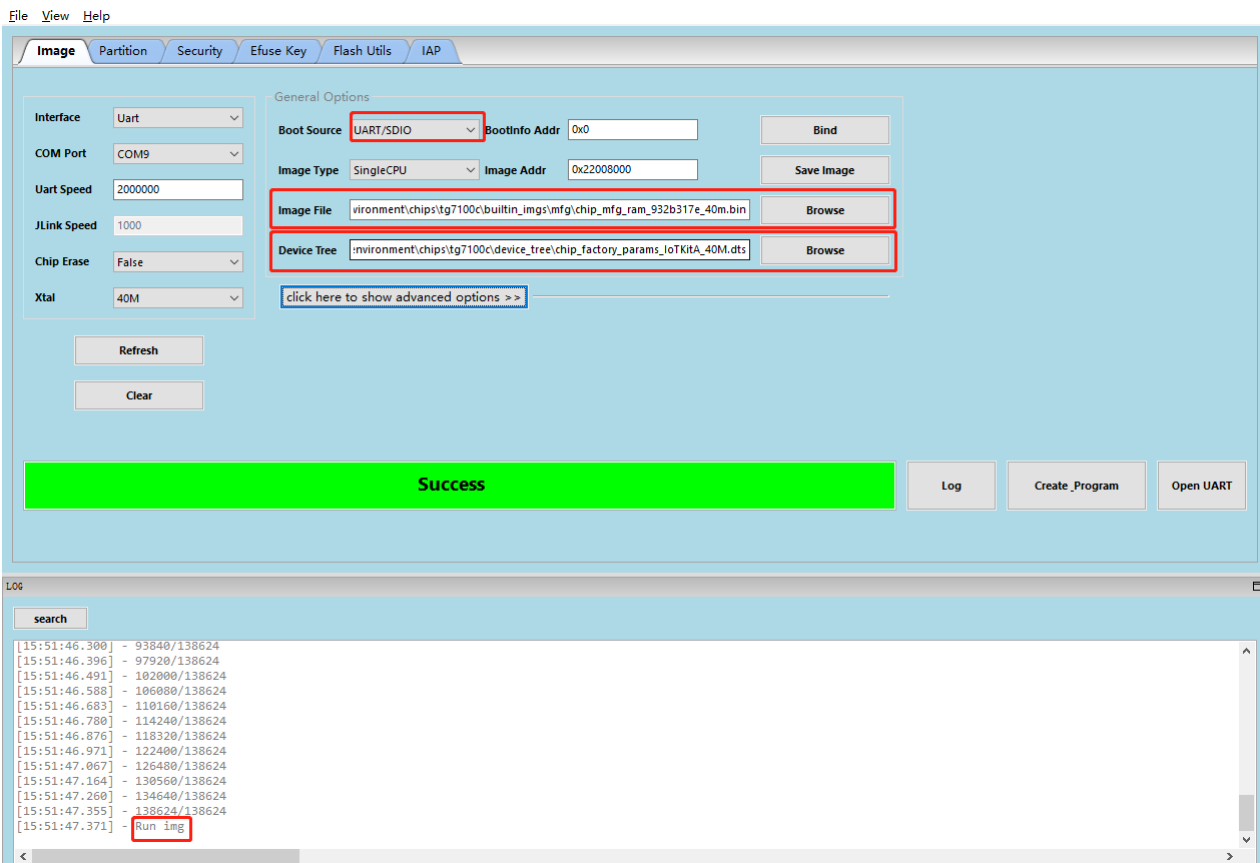 File View Help
Image Partition Security Efuse Key Flash Utils IAP
General Options
Interface Uart
COM Port COM9
Uart Speed 2000000
JLink Speed 1000
Chip Erase False
Xtal 40M
Refresh
Clear
Boot Source UART/SDIO BootInfo Addr 0x0 Bind
Image Type SingleCPU Image Addr 0x22008000 Save Image
Image File vironment\chips\tg7100c\builtin_imgs\mfg\chip_mfg_ram_932b317e_40m.bin Browse
Device Tree :nvironment\chips\tg7100c\device_tree\chip_factory_params_IoTKitA_40M.dts Browse
click here to show advanced options >>
Success Log Create_Program Open UART
LOG
search
[15:51:46.300] - 93840/138624
[15:51:46.396] - 97920/138624
[15:51:46.491] - 102000/138624
[15:51:46.588] - 106080/138624
[15:51:46.683] - 110160/138624
[15:51:46.780] - 114240/138624
[15:51:46.876] - 118320/138624
[15:51:46.971] - 122400/138624
[15:51:47.067] - 126480/138624
[15:51:47.164] - 130560/138624
[15:51:47.260] - 134640/138624
[15:51:47.355] - 138624/138624
[15:51:47.371] - Run img